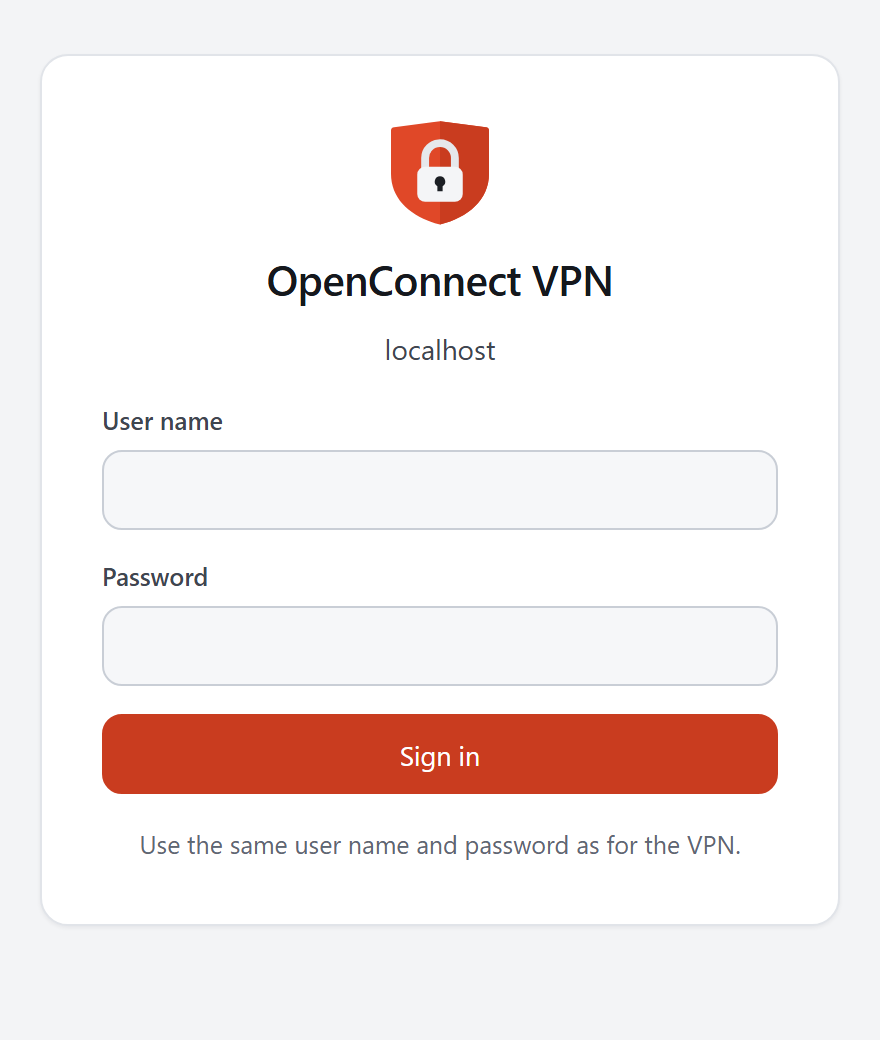 OpenConnect VPN
localhost
User name
Password
Sign in
Use the same user name and password as for the VPN.